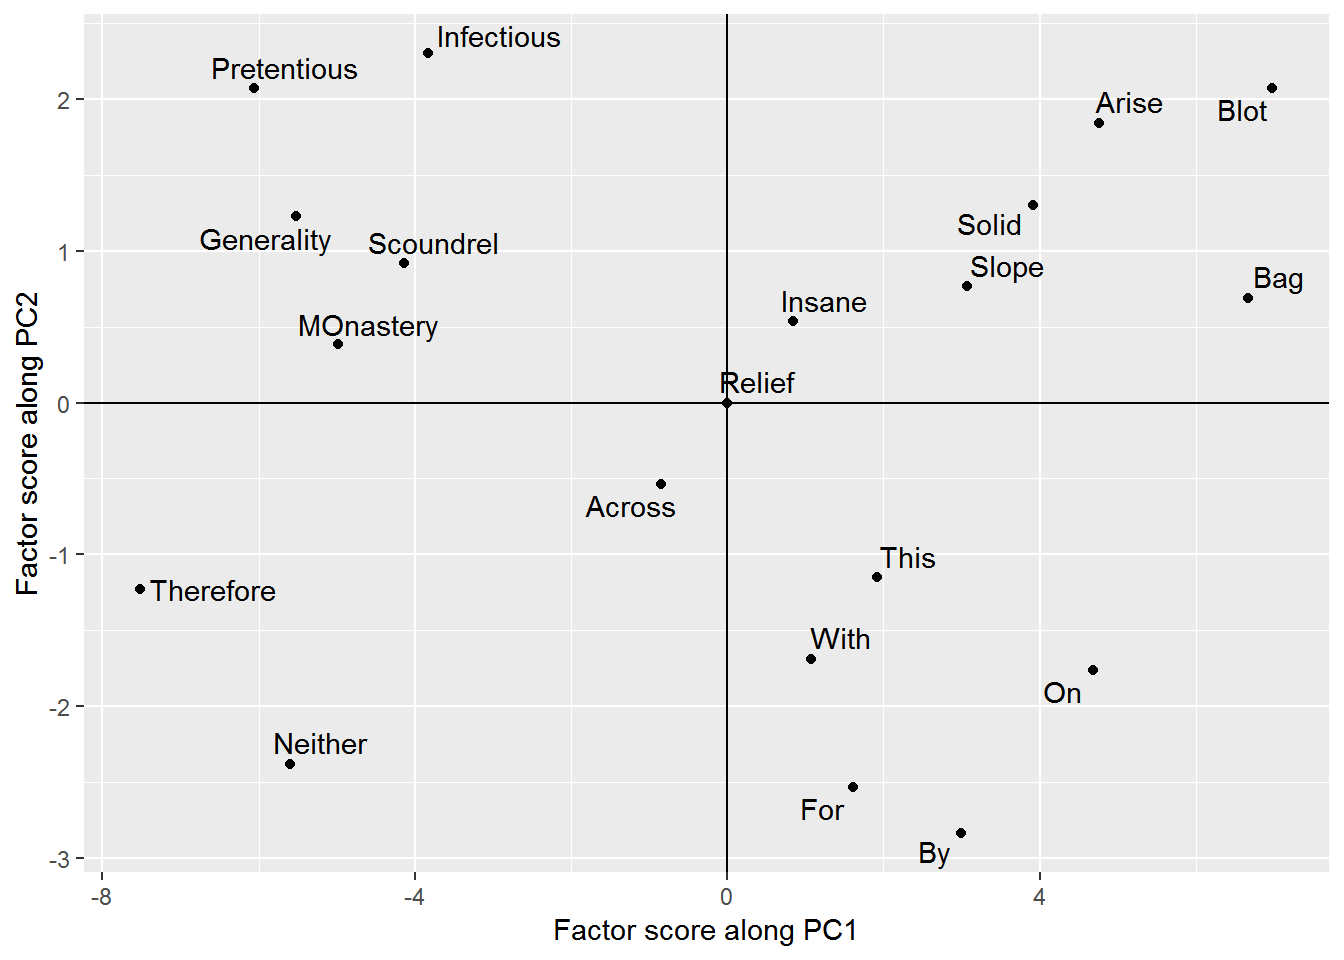 Infectious
Pretentious
Arise
Blot
2
Solid
Generality
Scoundrel
1
Slope
Bag
Insane
MOnastery
Relief
0
Across
This
-1
Therefore
With
On
-2
Neither
For
By
-3
-8
-4
0
4
Factor score along PC1
Factor score along PC2